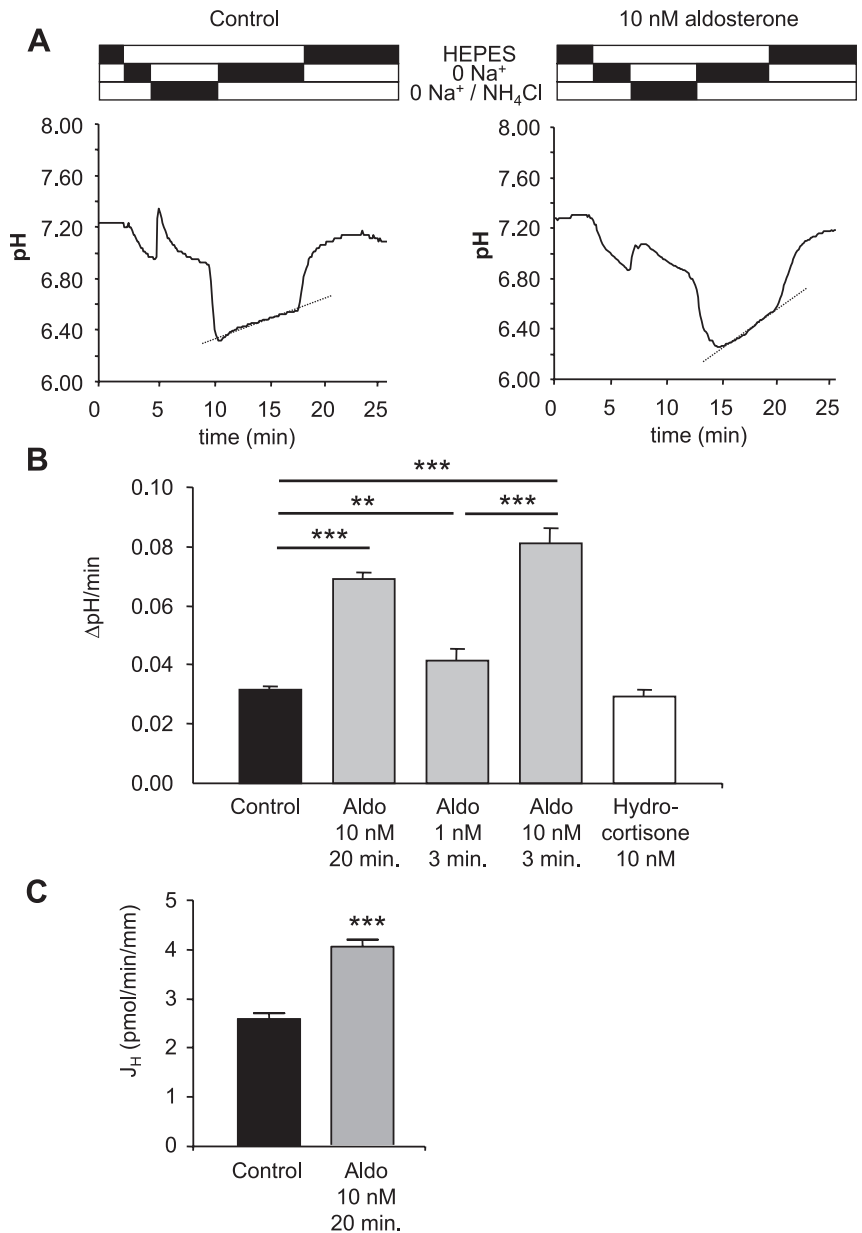 A
Control
10 nM aldosterone
HEPES
0 Na⁺
0 Na⁺ / NH₄Cl
8.00
7.60
7.20
6.80
6.40
6.00
pH
0 5 10 15 20 25
time (min)
8.00
7.60
7.20
6.80
6.40
6.00
pH
0 5 10 15 20 25
time (min)
B
0.10
0.08
0.06
0.04
0.02
0.00
ΔpH/min
***
**
***
***
Control
Aldo
10 nM
20 min.
Aldo
1 nM
3 min.
Aldo
10 nM
3 min.
Hydro-
cortisone
10 nM
C
5
4
3
2
1
0
J_H (pmol/min/mm)
***
Control
Aldo
10 nM
20 min.